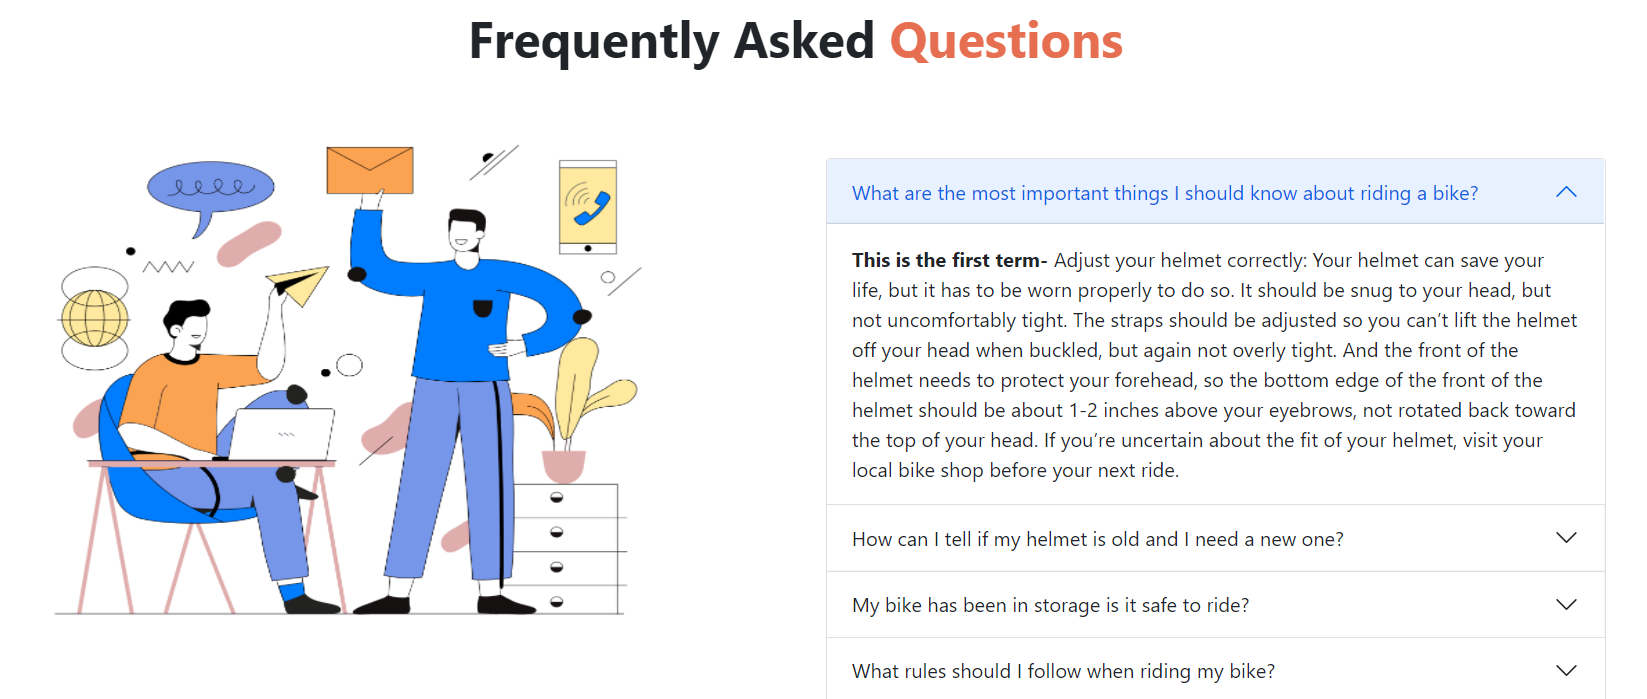 Frequently Asked Questions
What are the most important things I should know about riding a bike?
This is the first term- Adjust your helmet correctly: Your helmet can save your
life, but it has to be worn properly to do so. It should be snug to your head, but
not uncomfortably tight. The straps should be adjusted so you can’t lift the helmet
off your head when buckled, but again not overly tight. And the front of the
helmet needs to protect your forehead, so the bottom edge of the front of the
helmet should be about 1-2 inches above your eyebrows, not rotated back toward
the top of your head. If you’re uncertain about the fit of your helmet, visit your
local bike shop before your next ride.
How can I tell if my helmet is old and I need a new one?
My bike has been in storage is it safe to ride?
What rules should I follow when riding my bike?